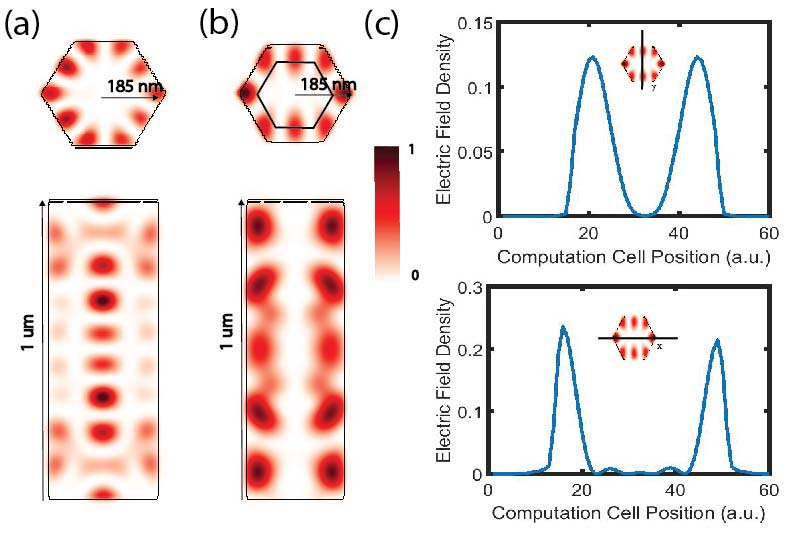 (a)
185 nm
1 um
(b)
185 nm
1 um
1
0
(c)
Electric Field Density
0.15
0.1
0.05
0
0
20
40
60
y
Computation Cell Position (a.u.)
Electric Field Density
0.3
0.2
0.1
0
0
20
40
60
x
Computation Cell Position (a.u.)